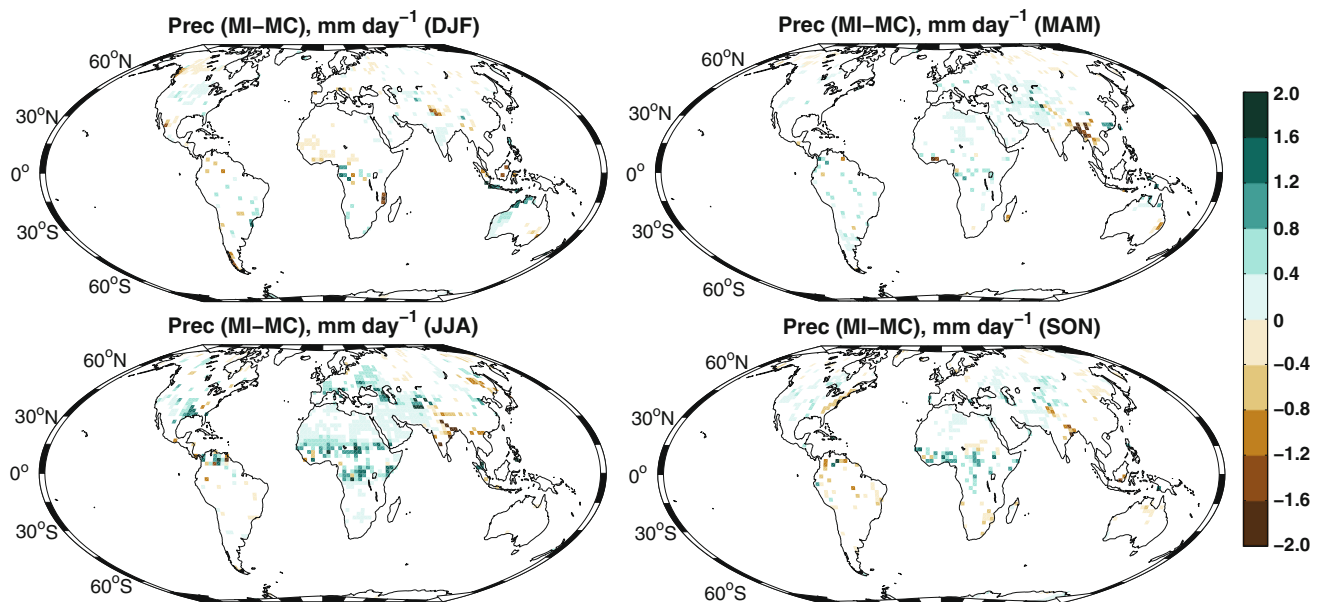 Prec (MI−MC), mm day⁻¹ (DJF)
60°N
30°N
0°
30°S
60°S
Prec (MI−MC), mm day⁻¹ (MAM)
60°N
30°N
0°
30°S
60°S
Prec (MI−MC), mm day⁻¹ (JJA)
60°N
30°N
0°
30°S
60°S
Prec (MI−MC), mm day⁻¹ (SON)
60°N
30°N
0°
30°S
60°S
2.0
1.6
1.2
0.8
0.4
0
−0.4
−0.8
−1.2
−1.6
−2.0